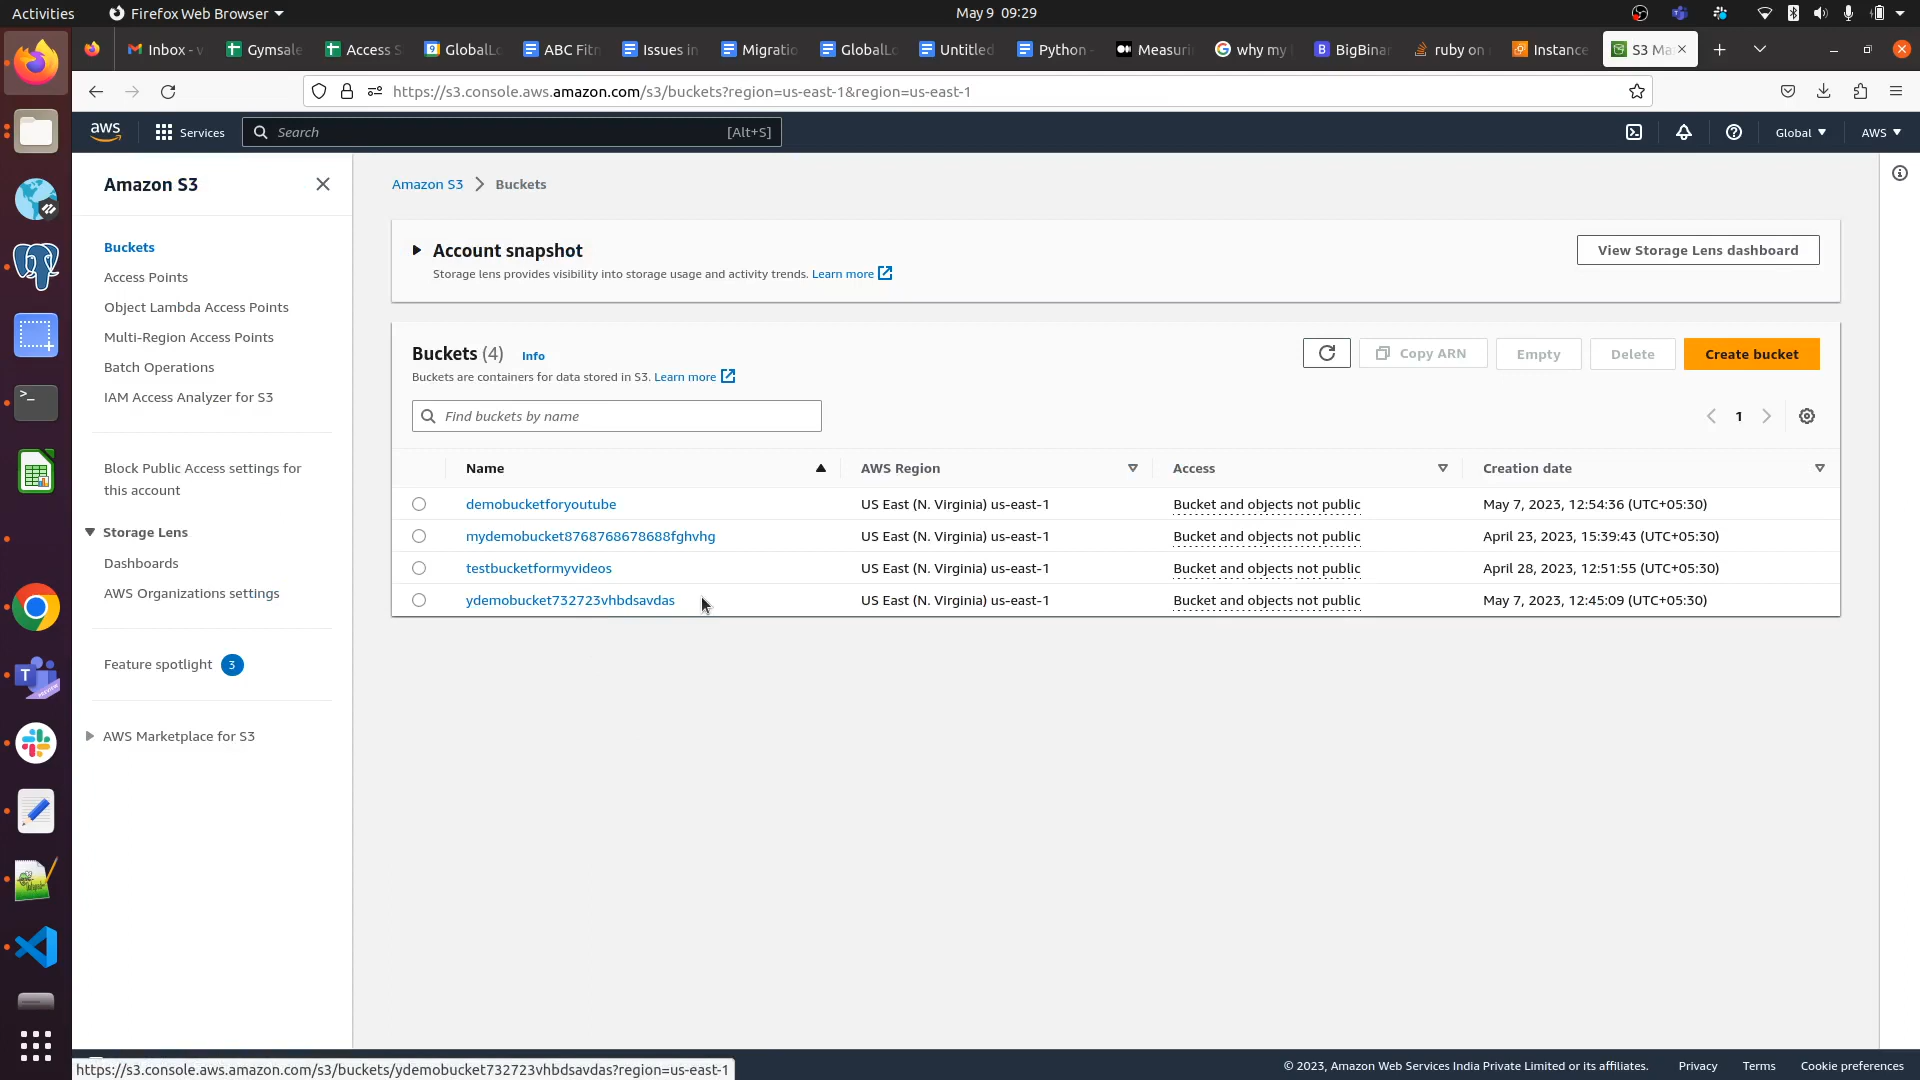 Activities Firefox Web Browser May 9 09:29
Inbox - Gymsale Access S GlobalLo ABC Fitn Issues in Migratio GlobalLo Untitled Python - Measuri why my BigBinar ruby on Instance S3 Ma
https://s3.console.aws.amazon.com/s3/buckets?region=us-east-1&region=us-east-1
aws Services Search [Alt+S] Global AWS
Amazon S3
Buckets
Access Points
Object Lambda Access Points
Multi-Region Access Points
Batch Operations
IAM Access Analyzer for S3
Block Public Access settings for
this account
Storage Lens
Dashboards
AWS Organizations settings
Feature spotlight 3
AWS Marketplace for S3
Amazon S3 Buckets
Account snapshot View Storage Lens dashboard
Storage lens provides visibility into storage usage and activity trends. Learn more
Buckets (4) Info Copy ARN Empty Delete Create bucket
Buckets are containers for data stored in S3. Learn more
Find buckets by name 1
Name AWS Region Access Creation date
demobucketforyoutube US East (N. Virginia) us-east-1 Bucket and objects not public May 7, 2023, 12:54:36 (UTC+05:30)
mydemobucket8768768678688fghvhg US East (N. Virginia) us-east-1 Bucket and objects not public April 23, 2023, 15:39:43 (UTC+05:30)
testbucketformyvideos US East (N. Virginia) us-east-1 Bucket and objects not public April 28, 2023, 12:51:55 (UTC+05:30)
ydemobucket732723vhbdsavdas US East (N. Virginia) us-east-1 Bucket and objects not public May 7, 2023, 12:45:09 (UTC+05:30)
https://s3.console.aws.amazon.com/s3/buckets/ydemobucket732723vhbdsavdas?region=us-east-1
© 2023, Amazon Web Services India Private Limited or its affiliates. Privacy Terms Cookie preferences